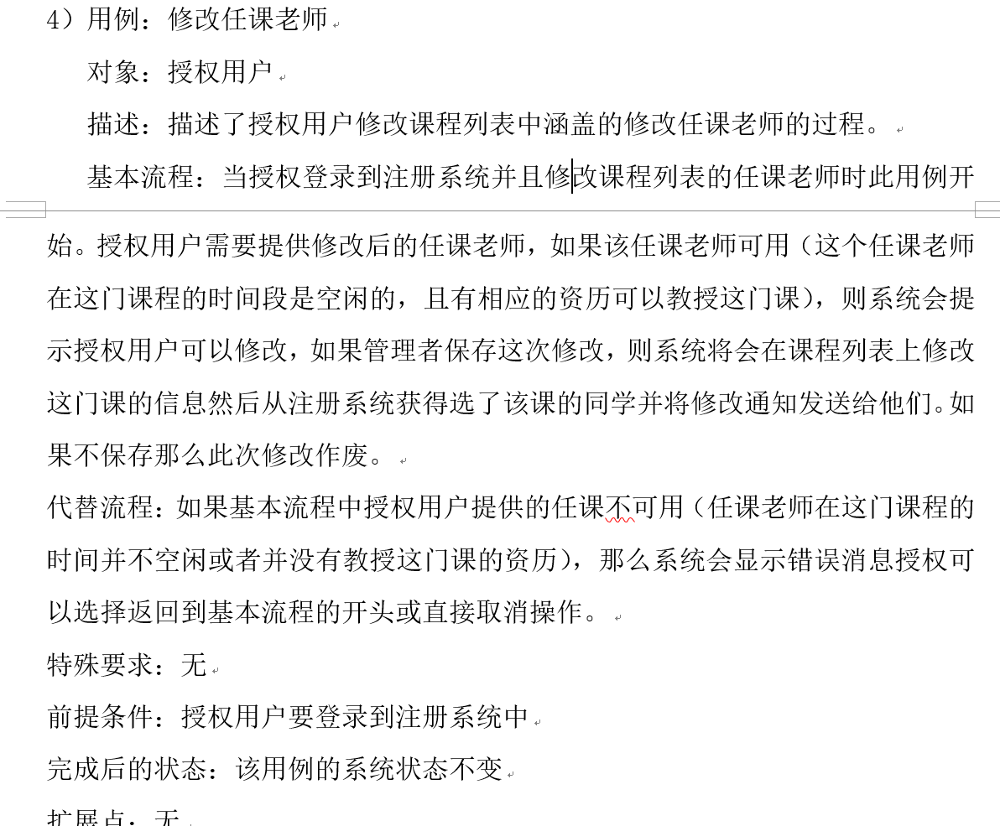 4）用例：修改任课老师
对象：授权用户
描述：描述了授权用户修改课程列表中涵盖的修改任课老师的过程。
基本流程：当授权登录到注册系统并且修改课程列表的任课老师时此用例开
始。授权用户需要提供修改后的任课老师，如果该任课老师可用（这个任课老师
在这门课程的时间段是空闲的，且有相应的资历可以教授这门课），则系统会提
示授权用户可以修改，如果管理者保存这次修改，则系统将会在课程列表上修改
这门课的信息然后从注册系统获得选了该课的同学并将修改通知发送给他们。如
果不保存那么此次修改作废。
代替流程：如果基本流程中授权用户提供的任课不可用（任课老师在这门课程的
时间并不空闲或者并没有教授这门课的资历），那么系统会显示错误消息授权可
以选择返回到基本流程的开头或直接取消操作。
特殊要求：无
前提条件：授权用户要登录到注册系统中
完成后的状态：该用例的系统状态不变
扩展点：无